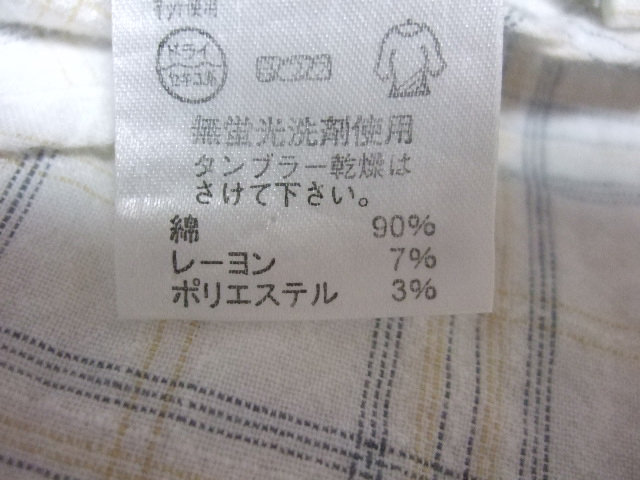 ドライ
セキユ系
無蛍光洗剤使用
タンブラー乾燥は
さけて下さい。
綿 90%
レーヨン 7%
ポリエステル 3%